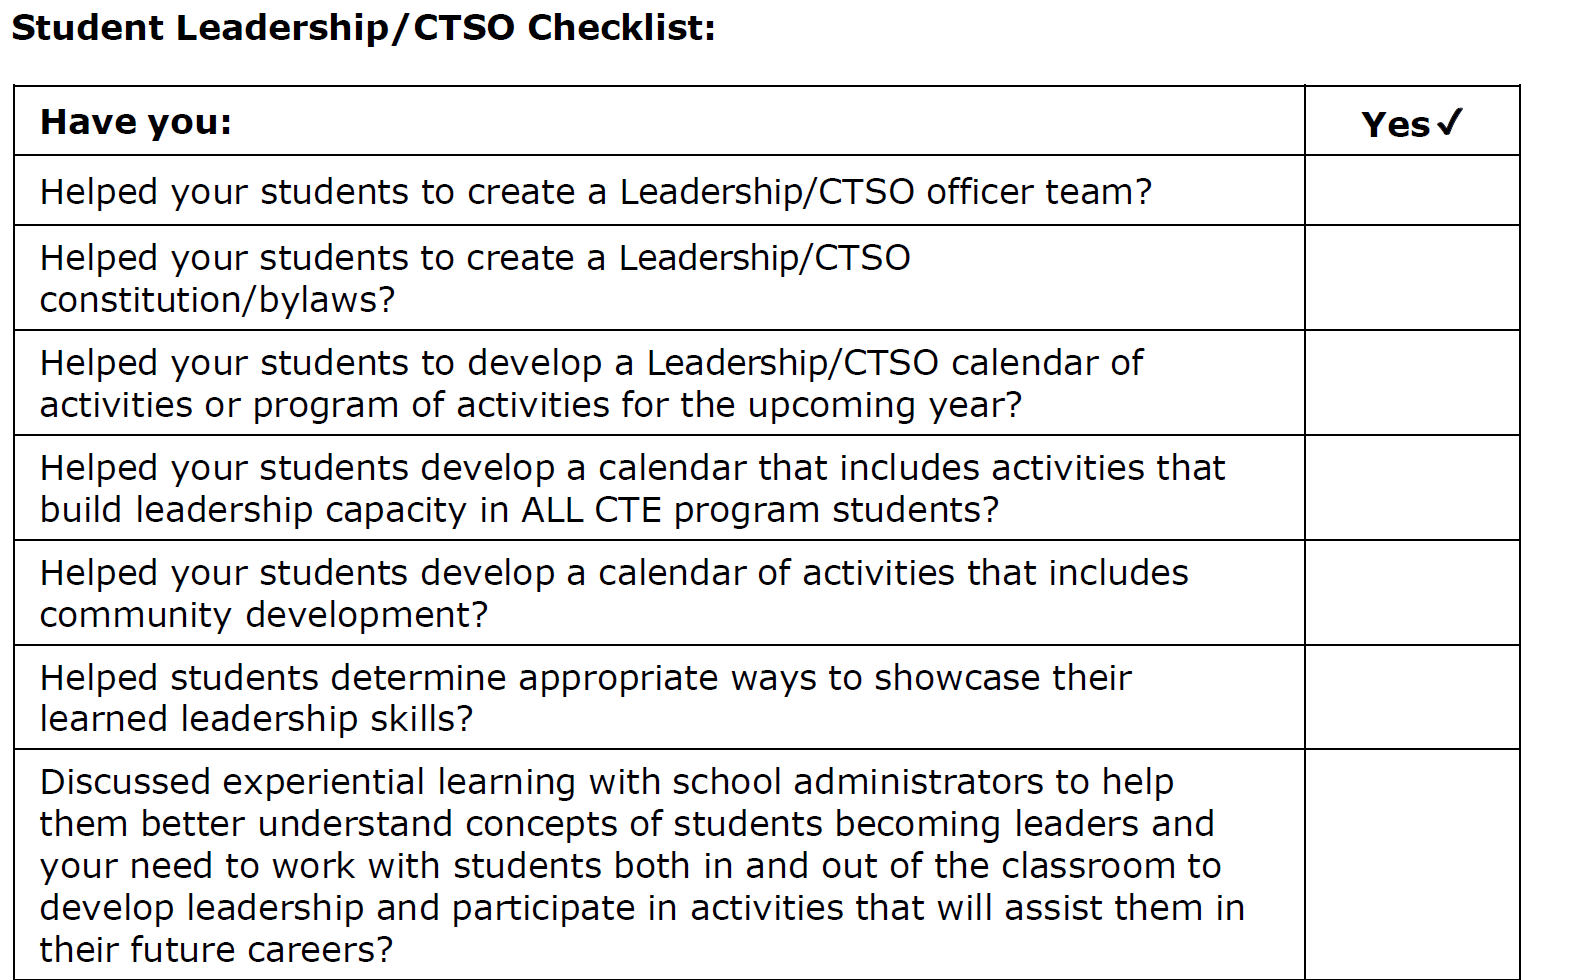 Student Leadership/CTSO Checklist:
Have you:
Yes✓
Helped your students to create a Leadership/CTSO officer team?
Helped your students to create a Leadership/CTSO
constitution/bylaws?
Helped your students to develop a Leadership/CTSO calendar of
activities or program of activities for the upcoming year?
Helped your students develop a calendar that includes activities that
build leadership capacity in ALL CTE program students?
Helped your students develop a calendar of activities that includes
community development?
Helped students determine appropriate ways to showcase their
learned leadership skills?
Discussed experiential learning with school administrators to help
them better understand concepts of students becoming leaders and
your need to work with students both in and out of the classroom to
develop leadership and participate in activities that will assist them in
their future careers?